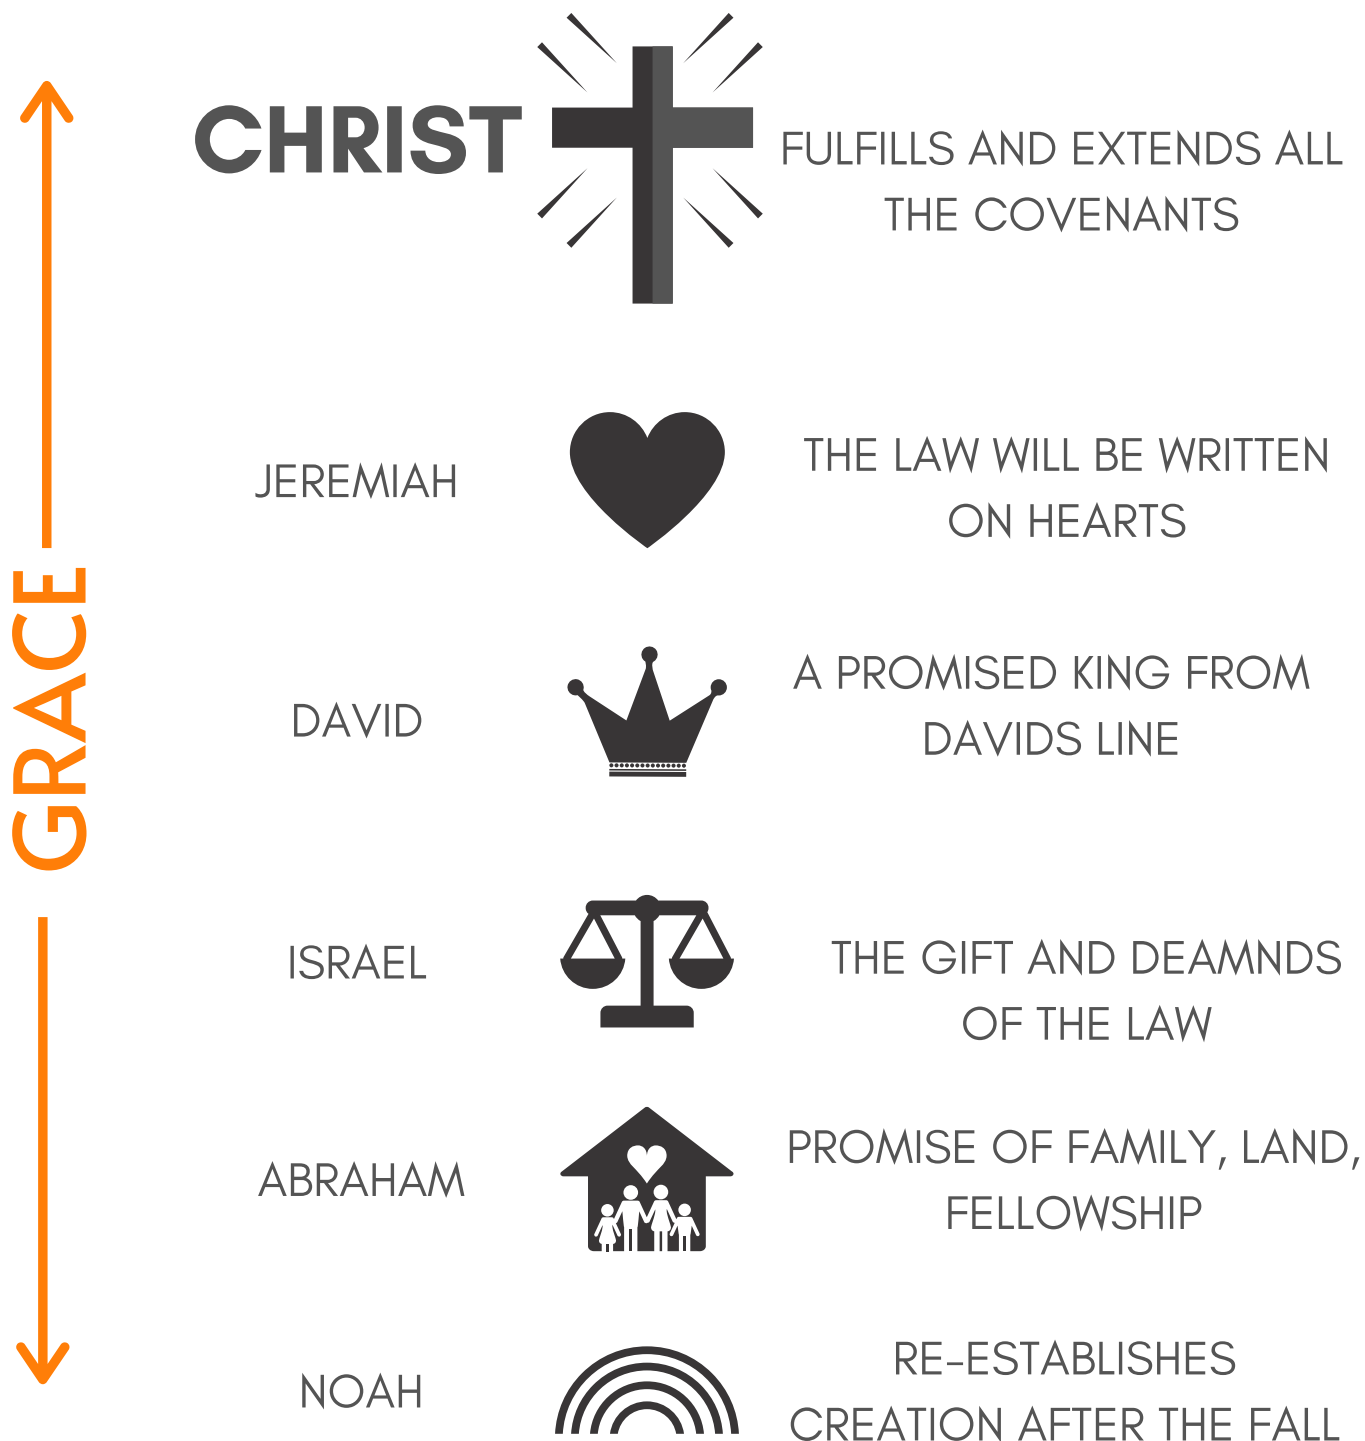 CHRIST
FULFILLS AND EXTENDS ALL
THE COVENANTS
JEREMIAH
THE LAW WILL BE WRITTEN
ON HEARTS
GRACE
DAVID
A PROMISED KING FROM
DAVIDS LINE
ISRAEL
THE GIFT AND DEAMNDS
OF THE LAW
ABRAHAM
PROMISE OF FAMILY, LAND,
FELLOWSHIP
NOAH
RE-ESTABLISHES
CREATION AFTER THE FALL